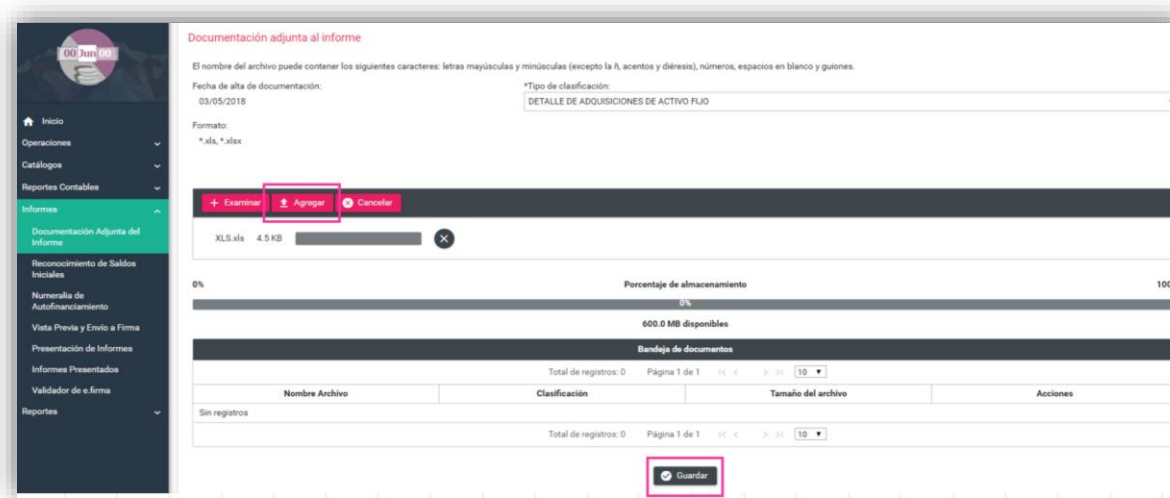 00 Jun 00
Inicio
Operaciones
Catálogos
Reportes Contables
Informes
Documentación Adjunta del
Informe
Reconocimiento de Saldos
Iniciales
Numeralia de
Autofinanciamiento
Vista Previa y Envío a Firma
Presentación de Informes
Informes Presentados
Validador de e.firma
Reportes
Documentación adjunta al informe
El nombre del archivo puede contener los siguientes caracteres: letras mayúsculas y minúsculas (excepto la ñ, acentos y diéresis), números, espacios en blanco y guiones.
Fecha de alta de documentación: *Tipo de clasificación:
03/05/2018 DETALLE DE ADQUISICIONES DE ACTIVO FIJO
Formato:
*.xls, *.xlsx
+ Examinar Agregar Cancelar
XLS.xls 4.5 KB
0% Porcentaje de almacenamiento 100
0%
600.0 MB disponibles
Bandeja de documentos
Total de registros: 0 Página 1 de 1 10
Nombre Archivo Clasificación Tamaño del archivo Acciones
Sin registros
Total de registros: 0 Página 1 de 1 10
Guardar